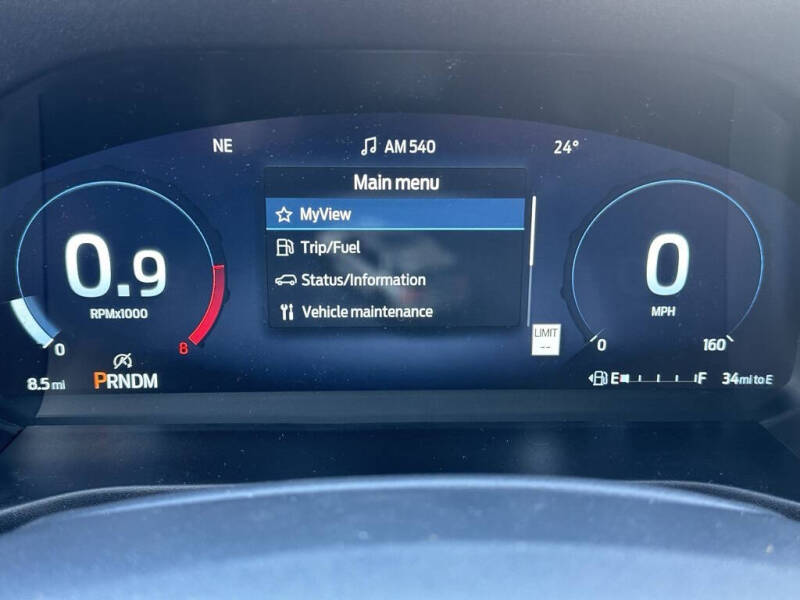 NE
AM 540
24°
Main menu
MyView
Trip/Fuel
Status/Information
Vehicle maintenance
0.9
RPMx1000
0
8
0
MPH
0
160
LIMIT
--
8.5 mi
PRNDM
E
F
34 mi to E